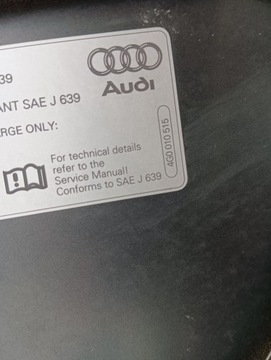 39
Audi
ANT SAE J 639
RGE ONLY:
For technical details
refer to the
Service Manual!
Conforms to SAE J 639
4G0 010 515